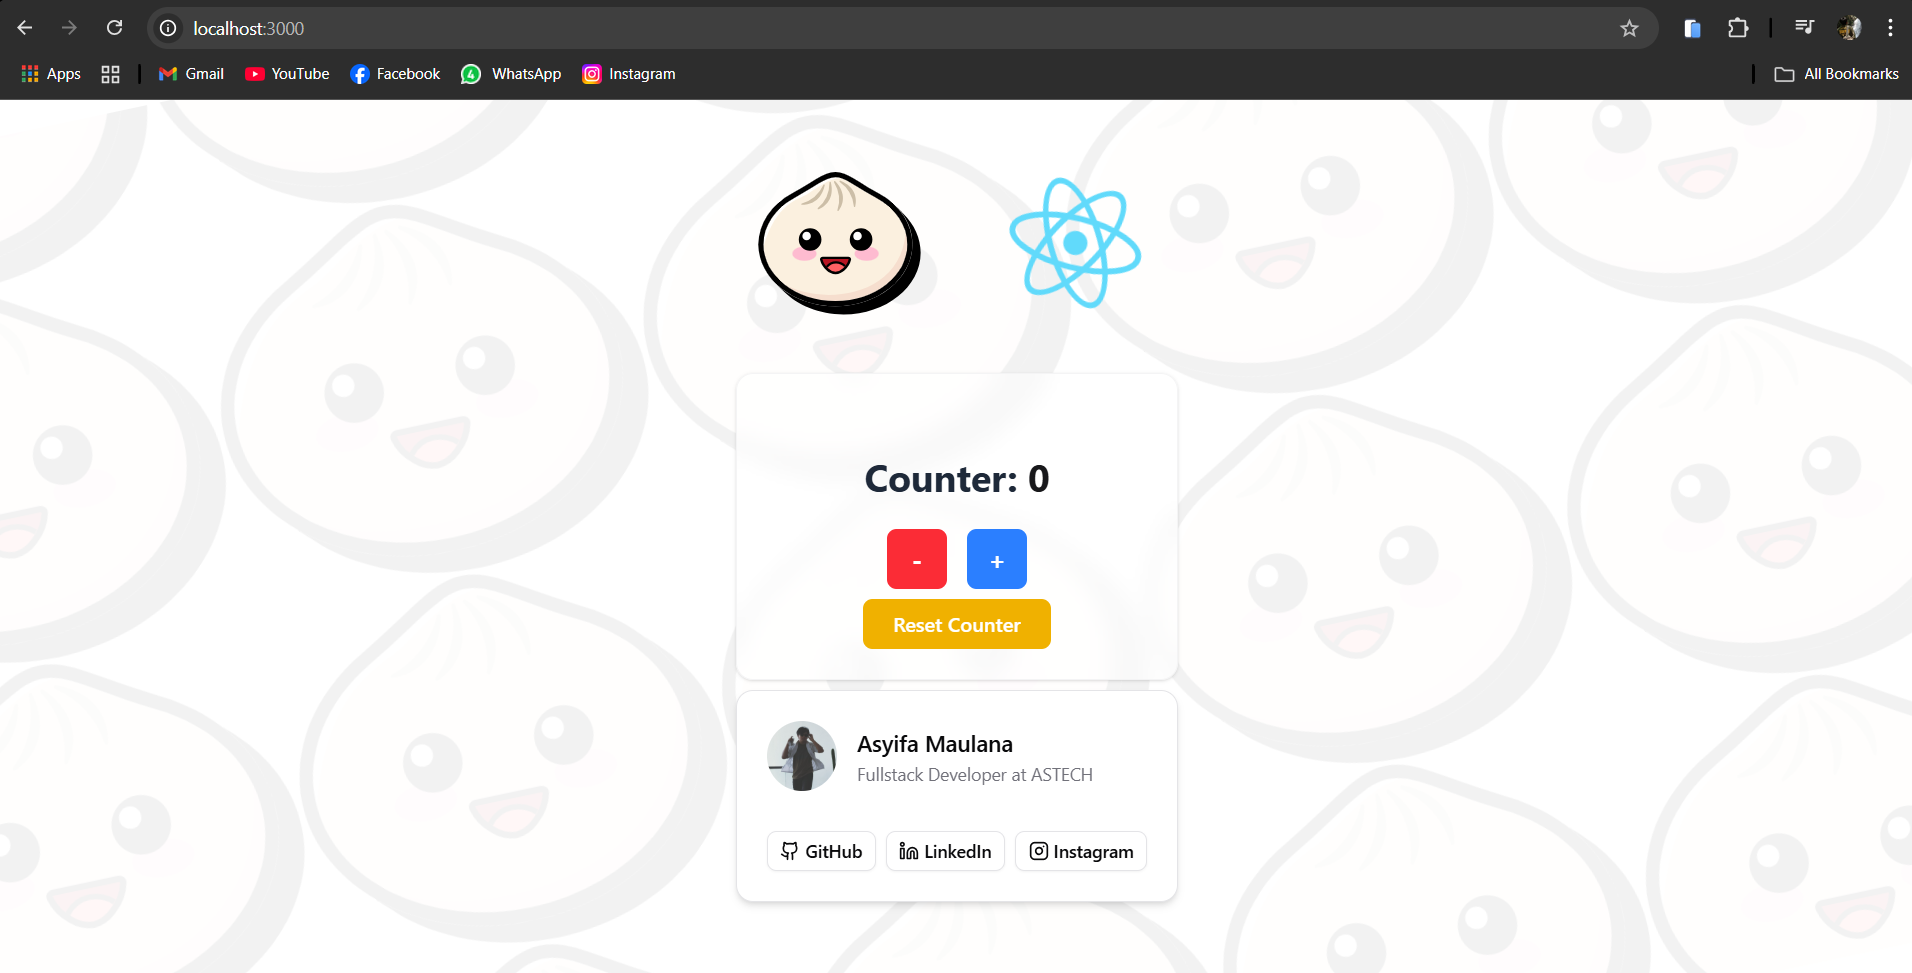 localhost:3000
Apps Gmail YouTube Facebook 4 WhatsApp Instagram All Bookmarks
Counter: 0
- +
Reset Counter
Asyifa Maulana
Fullstack Developer at ASTECH
GitHub LinkedIn Instagram